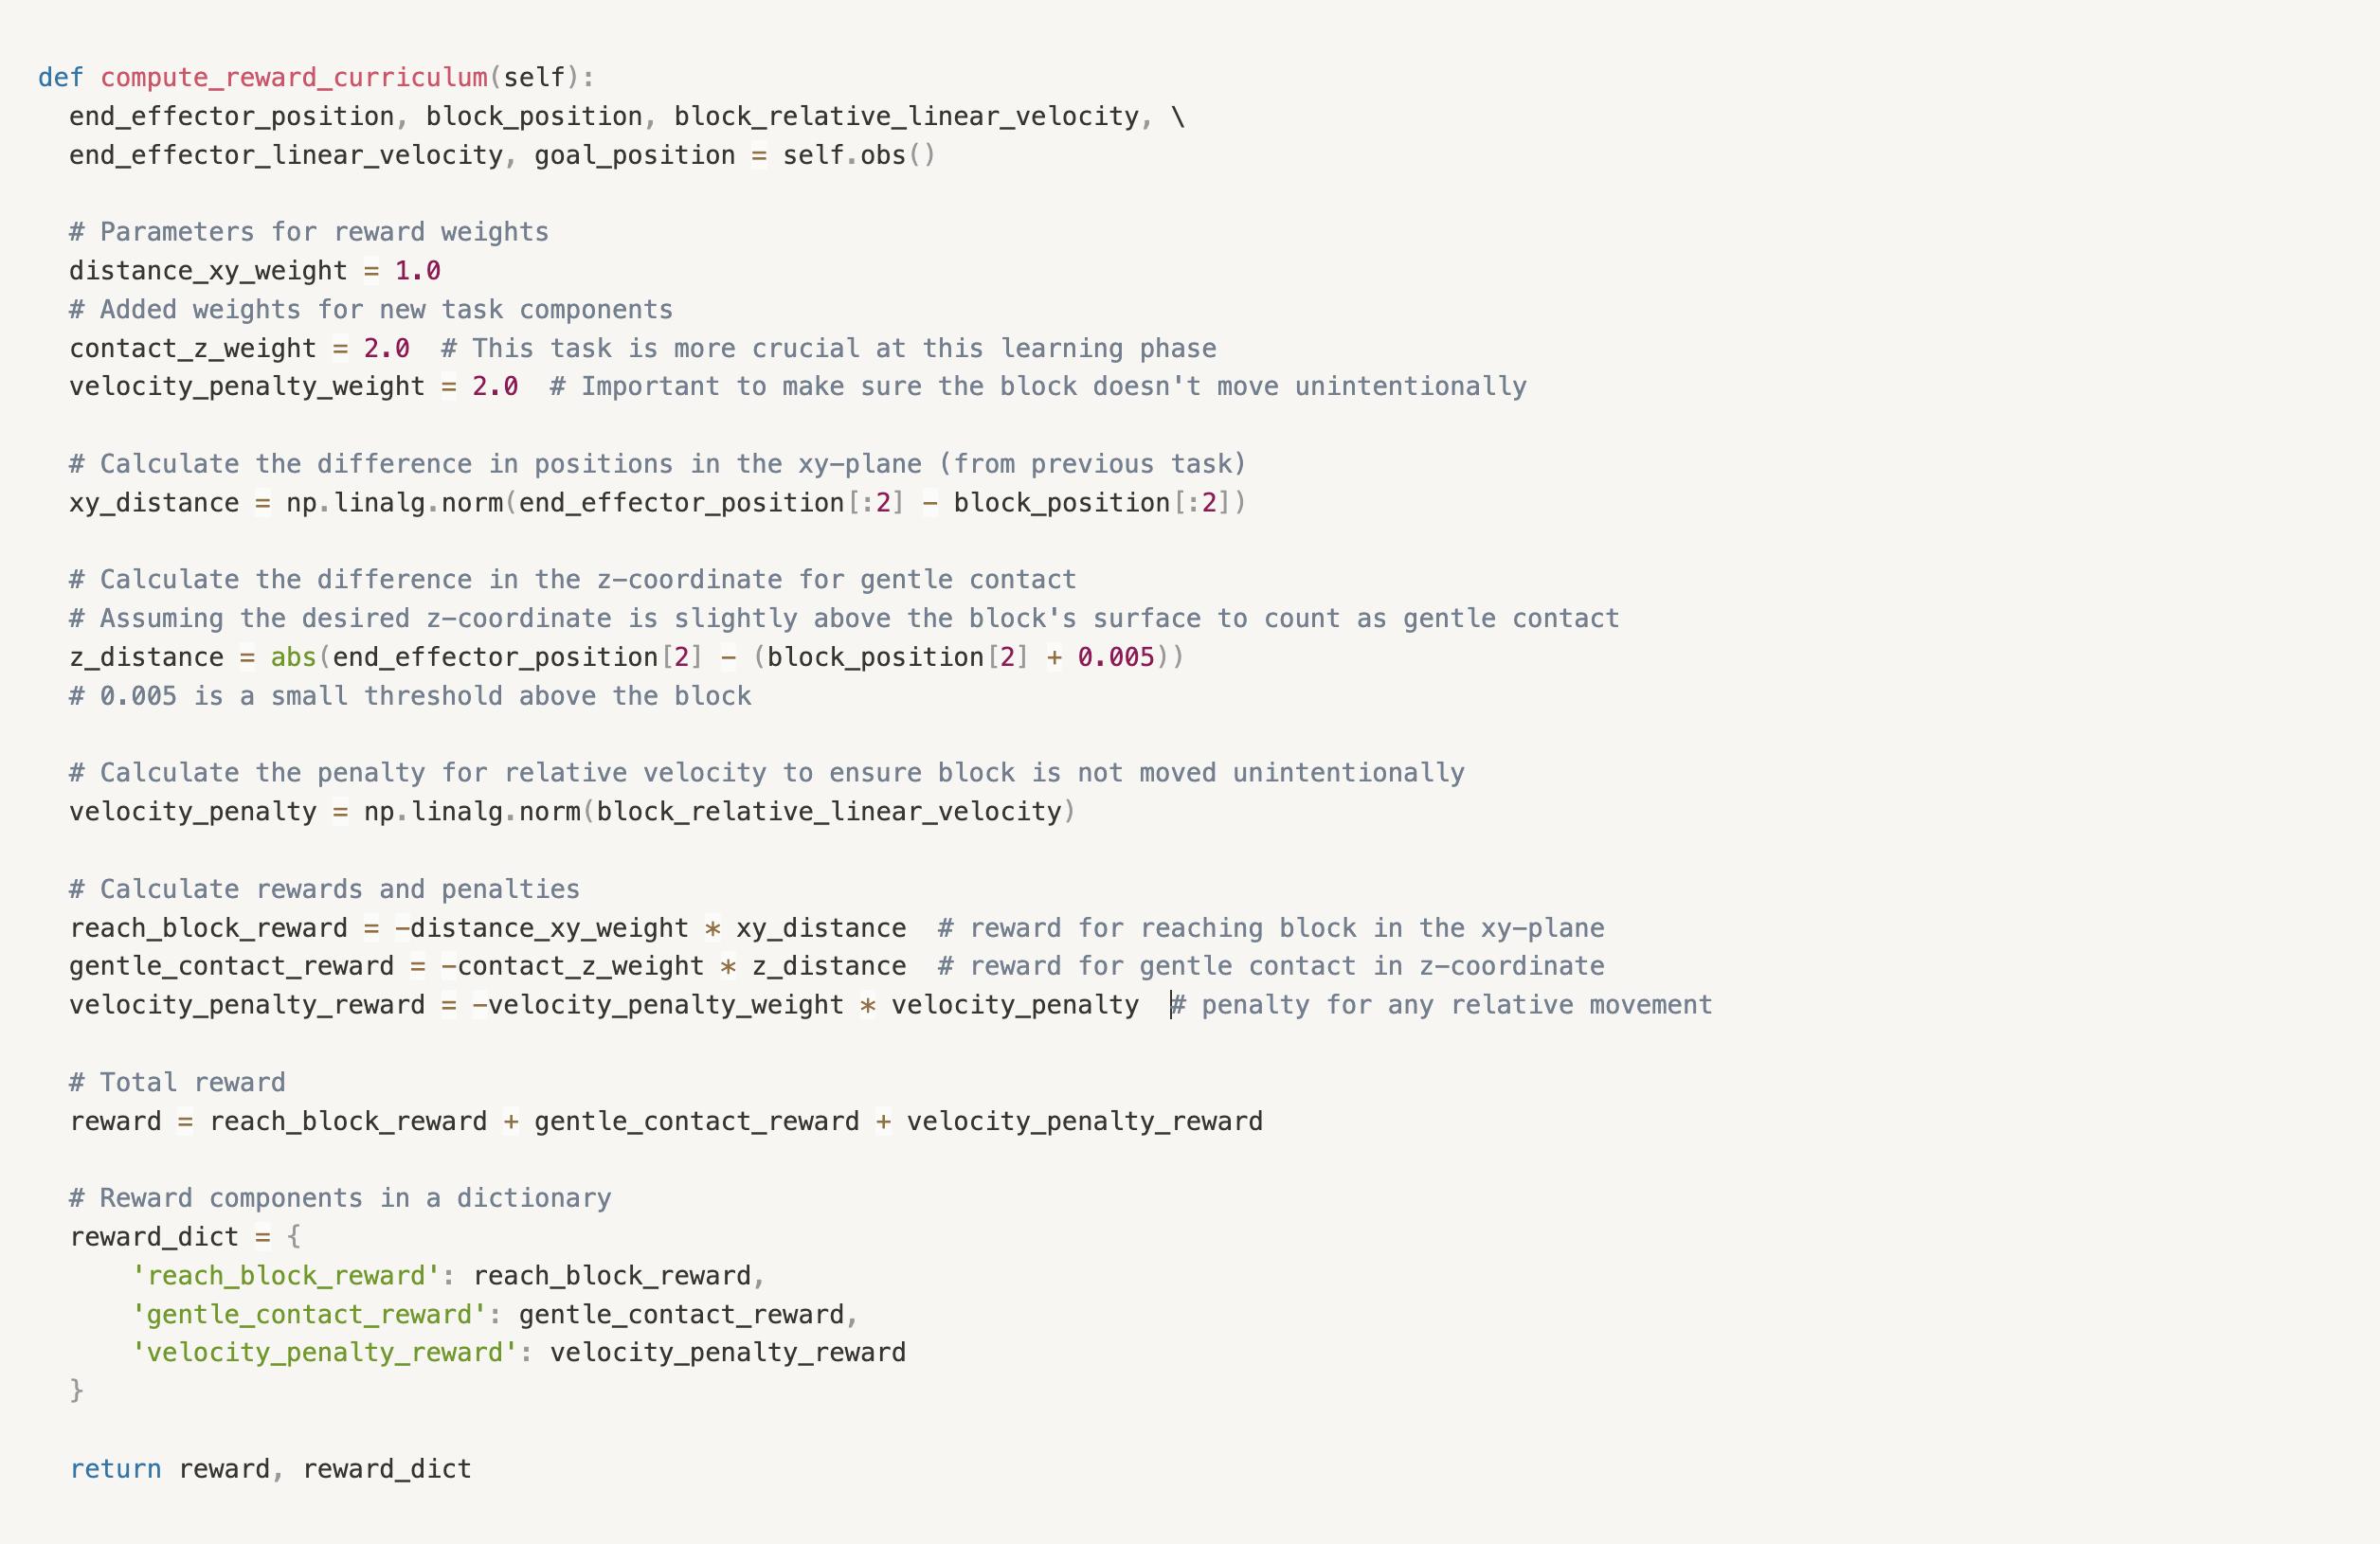 def compute_reward_curriculum(self):
  end_effector_position, block_position, block_relative_linear_velocity, \
  end_effector_linear_velocity, goal_position = self.obs()

  # Parameters for reward weights
  distance_xy_weight = 1.0
  # Added weights for new task components
  contact_z_weight = 2.0  # This task is more crucial at this learning phase
  velocity_penalty_weight = 2.0  # Important to make sure the block doesn't move unintentionally

  # Calculate the difference in positions in the xy-plane (from previous task)
  xy_distance = np.linalg.norm(end_effector_position[:2] - block_position[:2])

  # Calculate the difference in the z-coordinate for gentle contact
  # Assuming the desired z-coordinate is slightly above the block's surface to count as gentle contact
  z_distance = abs(end_effector_position[2] - (block_position[2] + 0.005))
  # 0.005 is a small threshold above the block

  # Calculate the penalty for relative velocity to ensure block is not moved unintentionally
  velocity_penalty = np.linalg.norm(block_relative_linear_velocity)

  # Calculate rewards and penalties
  reach_block_reward = -distance_xy_weight * xy_distance  # reward for reaching block in the xy-plane
  gentle_contact_reward = -contact_z_weight * z_distance  # reward for gentle contact in z-coordinate
  velocity_penalty_reward = -velocity_penalty_weight * velocity_penalty  # penalty for any relative movement

  # Total reward
  reward = reach_block_reward + gentle_contact_reward + velocity_penalty_reward

  # Reward components in a dictionary
  reward_dict = {
      'reach_block_reward': reach_block_reward,
      'gentle_contact_reward': gentle_contact_reward,
      'velocity_penalty_reward': velocity_penalty_reward
  }

  return reward, reward_dict